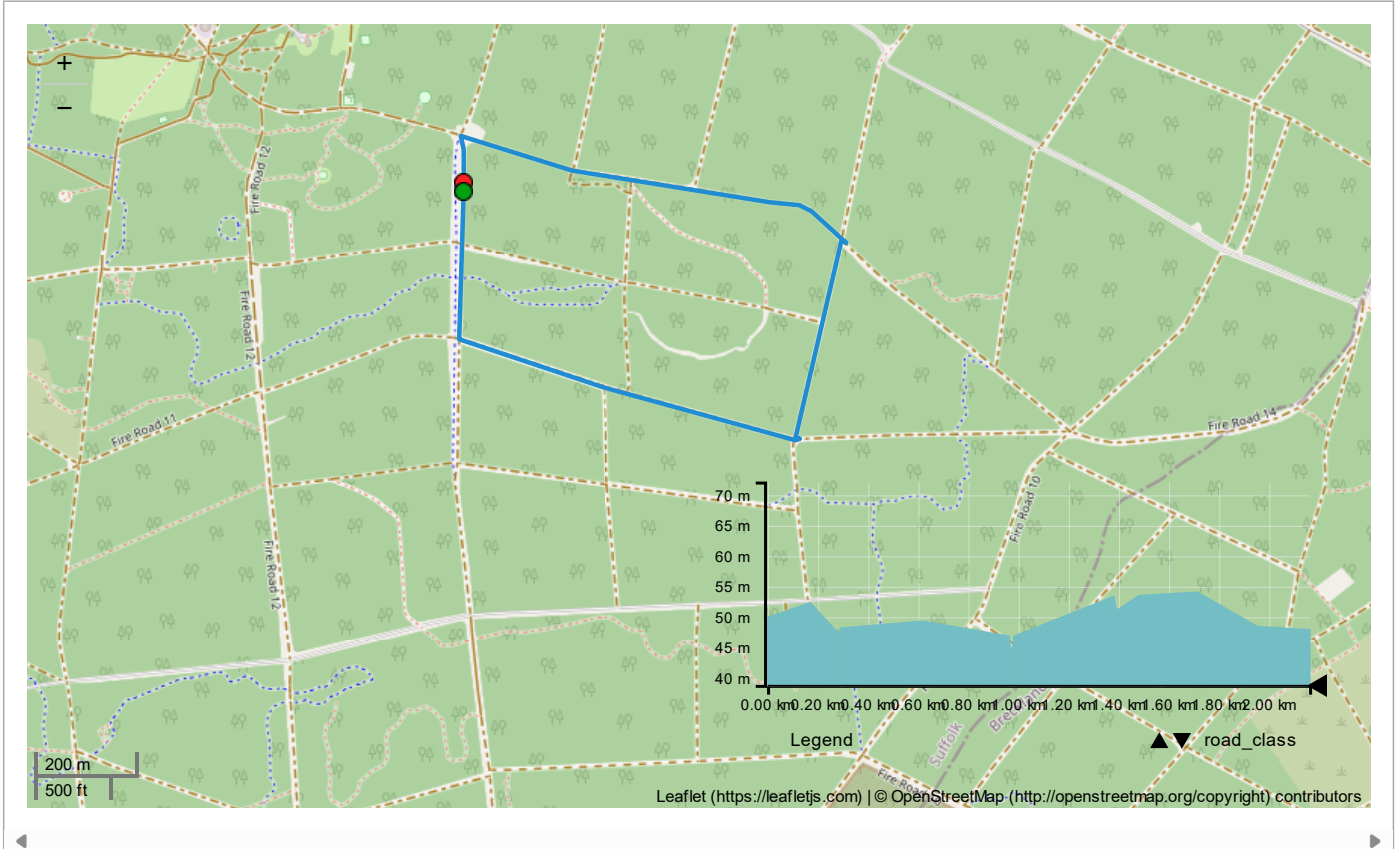 +
−
Fire Road 12
Fire Road 12
Fire Road 11
Fire Road 14
Fire Road 10
Fire Road 12
70 m
65 m
60 m
55 m
50 m
45 m
40 m
0.00 km 0.20 km 0.40 km 0.60 km 0.80 km 1.00 km 1.20 km 1.40 km 1.60 km 1.80 km 2.00 km
Legend
▲ ▼ road_class
Suffolk
200 m
500 ft
Fire Road
Leaflet (https://leafletjs.com) | © OpenStreetMap (http://openstreetmap.org/copyright) contributors